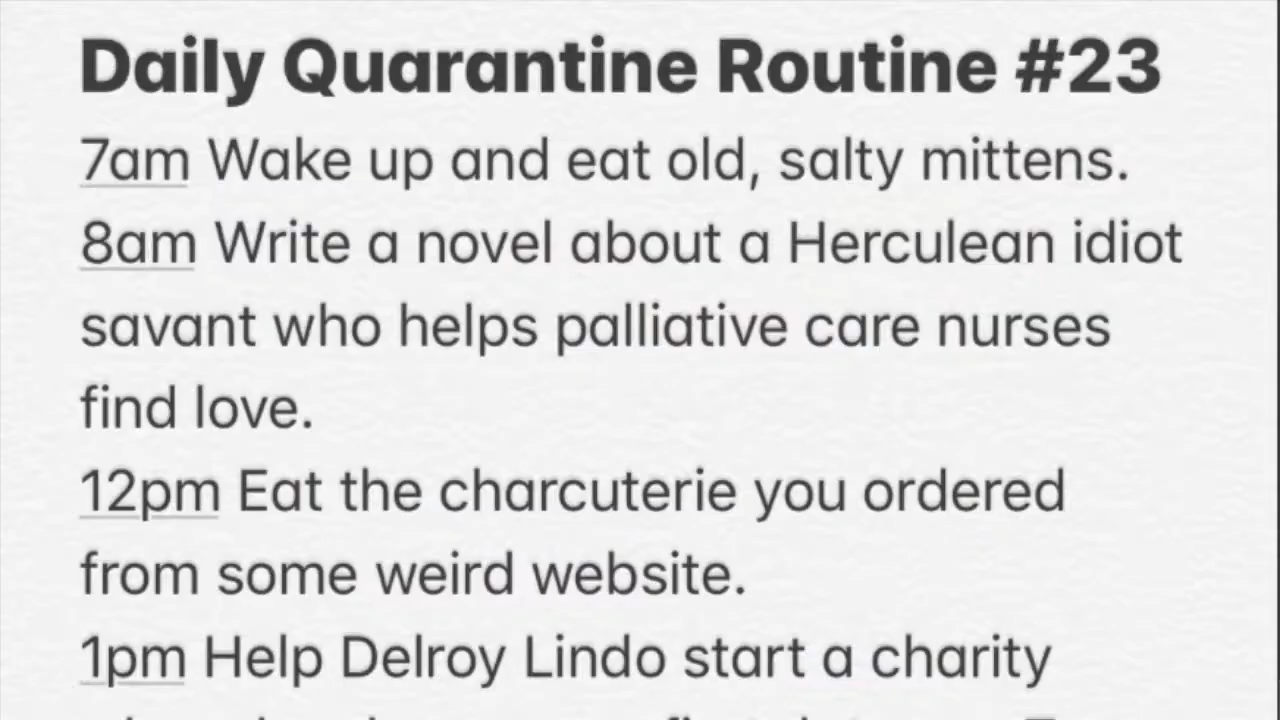 Daily Quarantine Routine #23
7am Wake up and eat old, salty mittens.
8am Write a novel about a Herculean idiot
savant who helps palliative care nurses
find love.
12pm Eat the charcuterie you ordered
from some weird website.
1pm Help Delroy Lindo start a charity